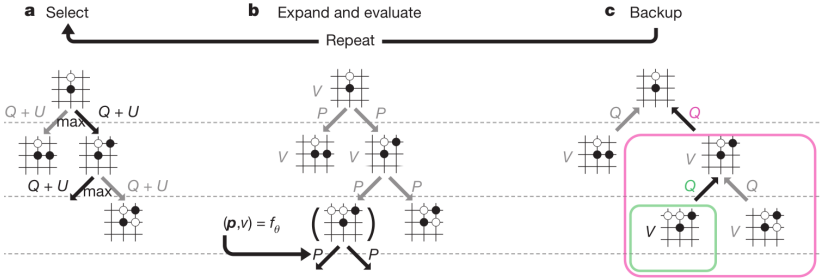 a Select
b Expand and evaluate
c Backup
Repeat
Q + U
max
Q + U
Q + U
max
Q + U
V
P
P
V
V
P
P
(p,v) = fθ
P
P
Q
Q
V
V
Q
Q
V
V